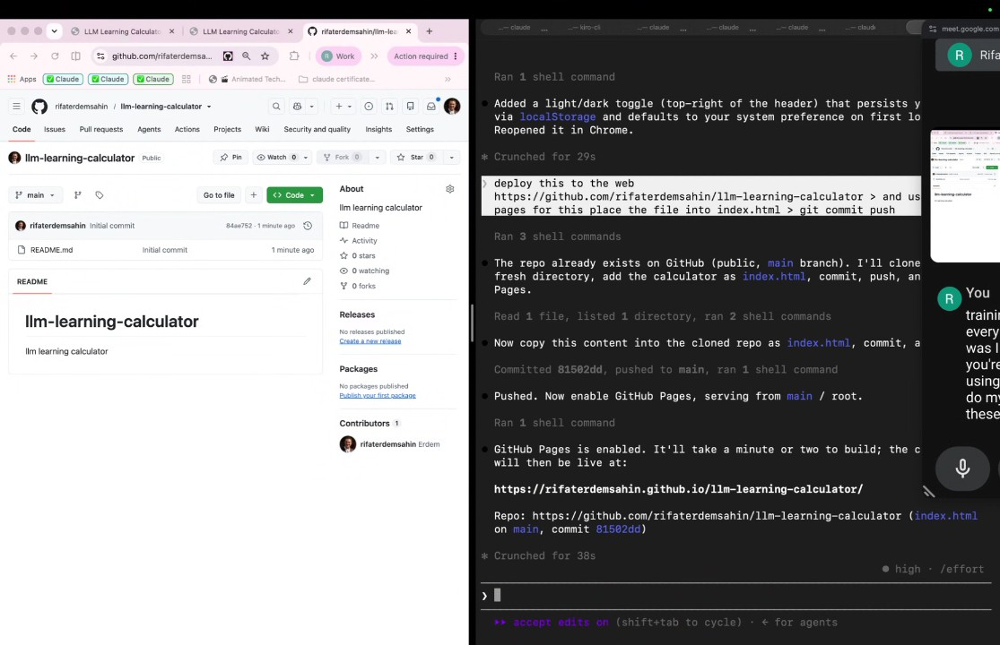 LLM Learning Calculato
LLM Learning Calculato
rifaterdemsahin/llm-lea
github.com/rifaterdemsa...
R
Work
Action required
Apps
Claude
Claude
Claude
Animated Tech...
claude certificate...
rifaterdemsahin / llm-learning-calculator
Code
Issues
Pull requests
Agents
Actions
Projects
Wiki
Security and quality
Insights
Settings
llm-learning-calculator
Public
Pin
Watch 0
Fork 0
Star 0
main
Go to file
Code
rifaterdemsahin Initial commit
84ae752 · 1 minute ago
README.md
Initial commit
1 minute ago
README
llm-learning-calculator
llm learning calculator
About
llm learning calculator
Readme
Activity
0 stars
0 watching
0 forks
Releases
No releases published
Create a new release
Packages
No packages published
Publish your first package
Contributors 1
rifaterdemsahin Erdem
...— claude ...
...— kiro-cli
...— claude ...
...— claude ...
...— claude ...
...— claude
Ran 1 shell command
Added a light/dark toggle (top-right of the header) that persists y
via localStorage and defaults to your system preference on first lo
Reopened it in Chrome.
✻ Crunched for 29s
❯ deploy this to the web
https://github.com/rifaterdemsahin/llm-learning-calculator > and us
pages for this place the file into index.html > git commit push
Ran 3 shell commands
The repo already exists on GitHub (public, main branch). I'll clone
fresh directory, add the calculator as index.html, commit, push, an
Pages.
Read 1 file, listed 1 directory, ran 2 shell commands
Now copy this content into the cloned repo as index.html, commit, a
Committed 81502dd, pushed to main, ran 1 shell command
Pushed. Now enable GitHub Pages, serving from main / root.
Ran 1 shell command
GitHub Pages is enabled. It'll take a minute or two to build; the c
will then be live at:
https://rifaterdemsahin.github.io/llm-learning-calculator/
Repo: https://github.com/rifaterdemsahin/llm-learning-calculator (index.html
on main, commit 81502dd)
✻ Crunched for 38s
● high · /effort
❯
⏵⏵ accept edits on (shift+tab to cycle) · ← for agents
meet.google.com
R
Rifa
R
You
trainin
every
was I
you're
using
do my
these